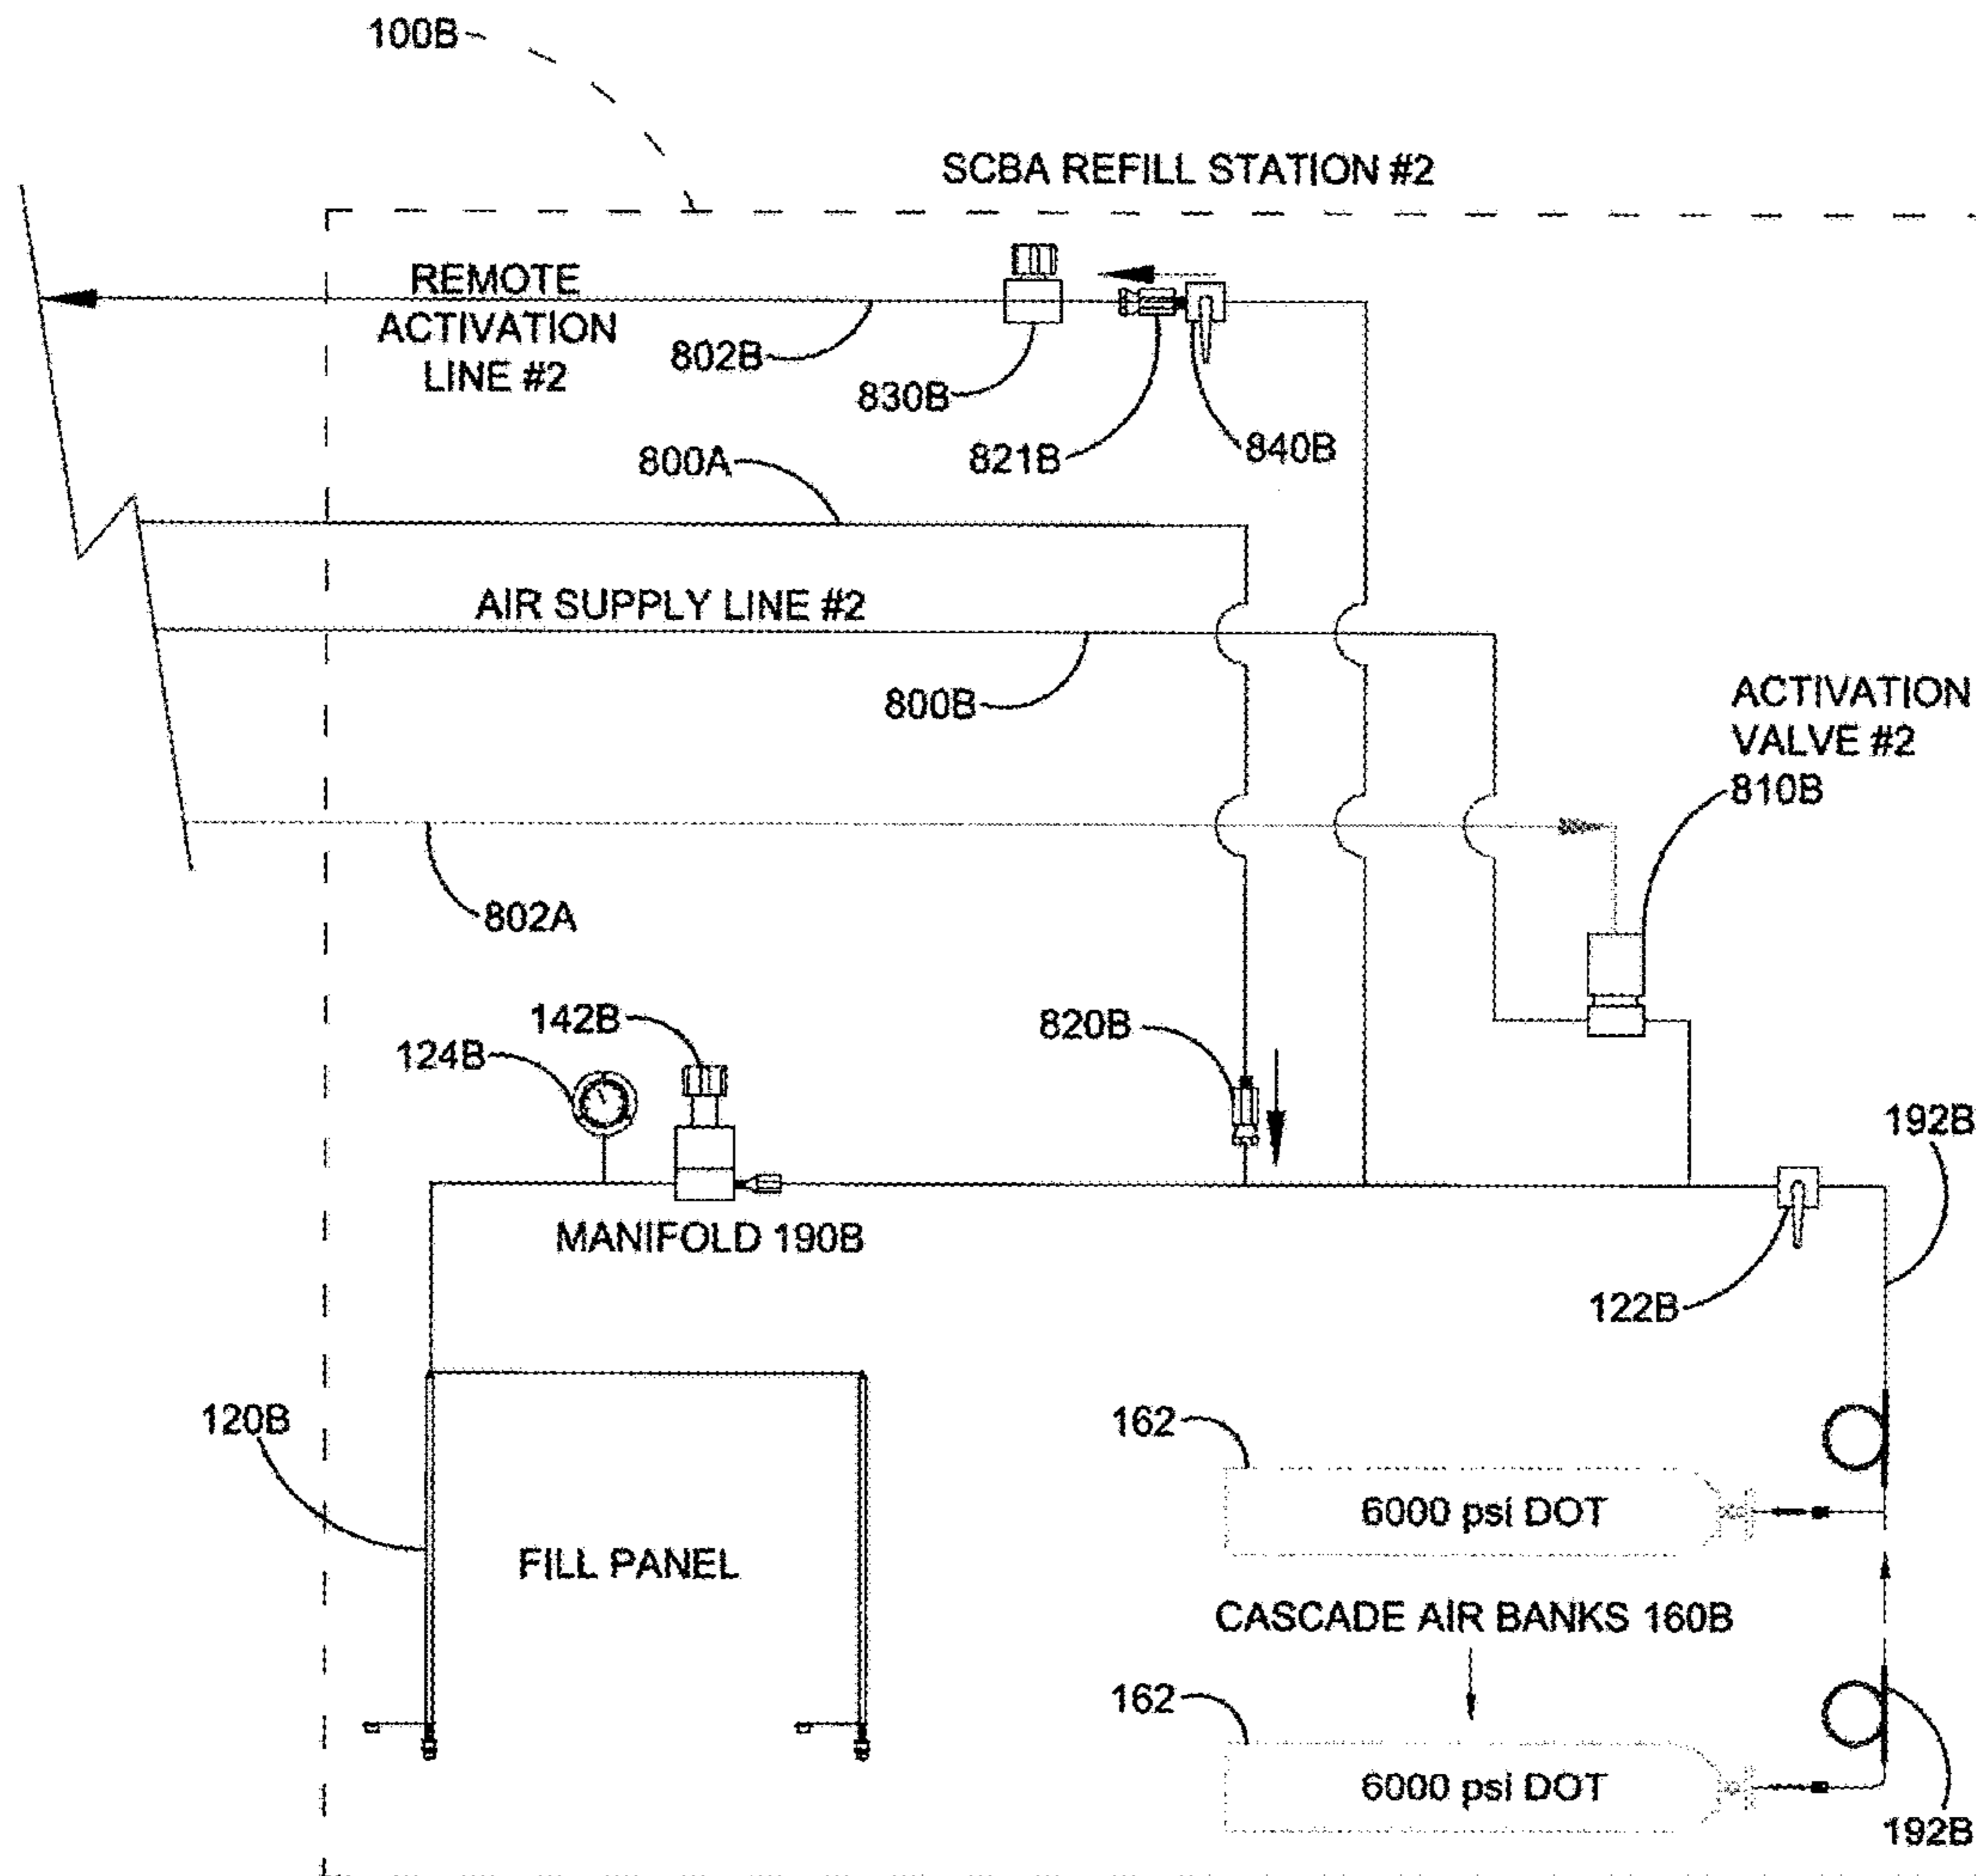 100B
SCBA REFILL STATION #2
REMOTE
ACTIVATION
LINE #2
802B
830B
821B
840B
800A
AIR SUPPLY LINE #2
800B
ACTIVATION
VALVE #2
810B
802A
142B
124B
820B
192B
MANIFOLD 190B
122B
120B
162
6000 psi DOT
FILL PANEL
CASCADE AIR BANKS 160B
162
6000 psi DOT
192B